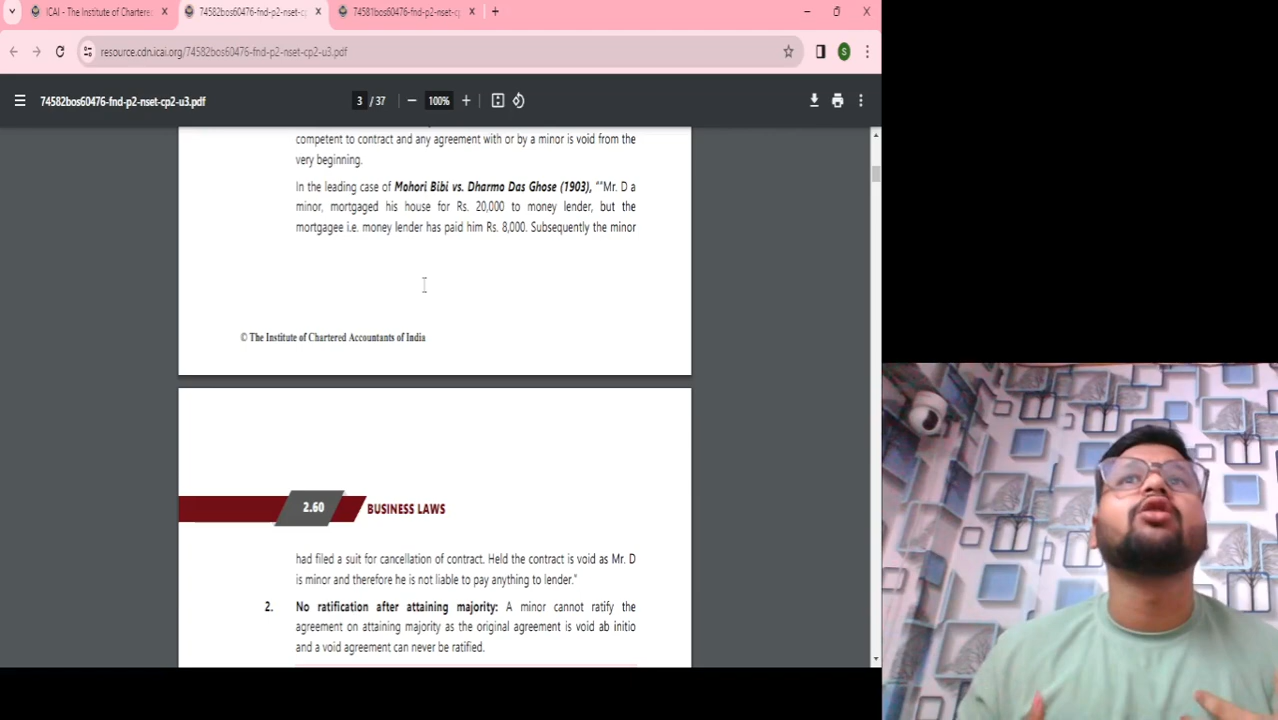 ICAI - The Institute of Chartere
74582bos60476-fnd-p2-nset-cp
74581bos60476-fnd-p2-nset-cp
resource.cdn.icai.org/74582bos60476-fnd-p2-nset-cp2-u3.pdf
S
74582bos60476-fnd-p2-nset-cp2-u3.pdf
3 / 37
100%
competent to contract and any agreement with or by a minor is void from the
very beginning.
In the leading case of Mohori Bibi vs. Dharmo Das Ghose (1903), ““Mr. D a
minor, mortgaged his house for Rs. 20,000 to money lender, but the
mortgagee i.e. money lender has paid him Rs. 8,000. Subsequently the minor
© The Institute of Chartered Accountants of India
2.60 BUSINESS LAWS
had filed a suit for cancellation of contract. Held the contract is void as Mr. D
is minor and therefore he is not liable to pay anything to lender.”
2. No ratification after attaining majority: A minor cannot ratify the
agreement on attaining majority as the original agreement is void ab initio
and a void agreement can never be ratified.